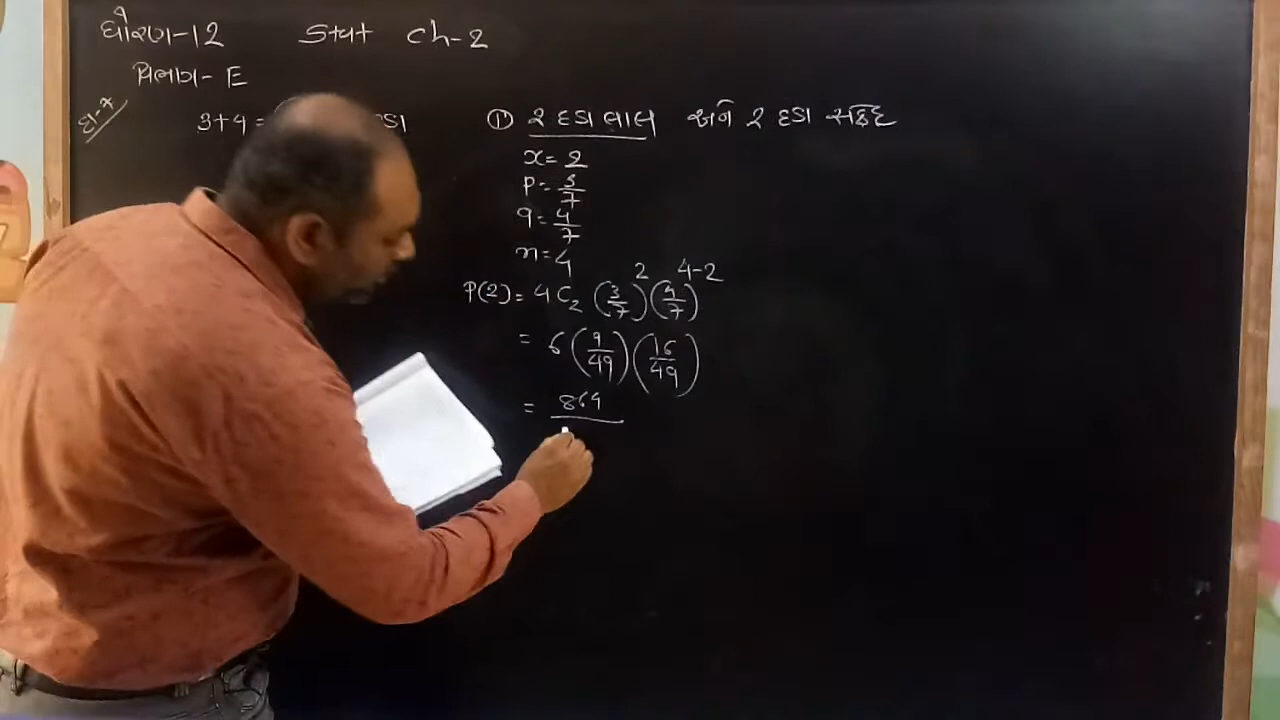 ધોરણ-12 Stat Ch-2
વિભાગ- E
3+4=
① 2 દડા લાલ અને 2 દડા સફેદ
x= 2
P= 3/7
q= 4/7
n= 4
P(2) = 4C₂ (3/7)² (4/7)⁴⁻²
= 6 (9/49) (16/49)
= 864